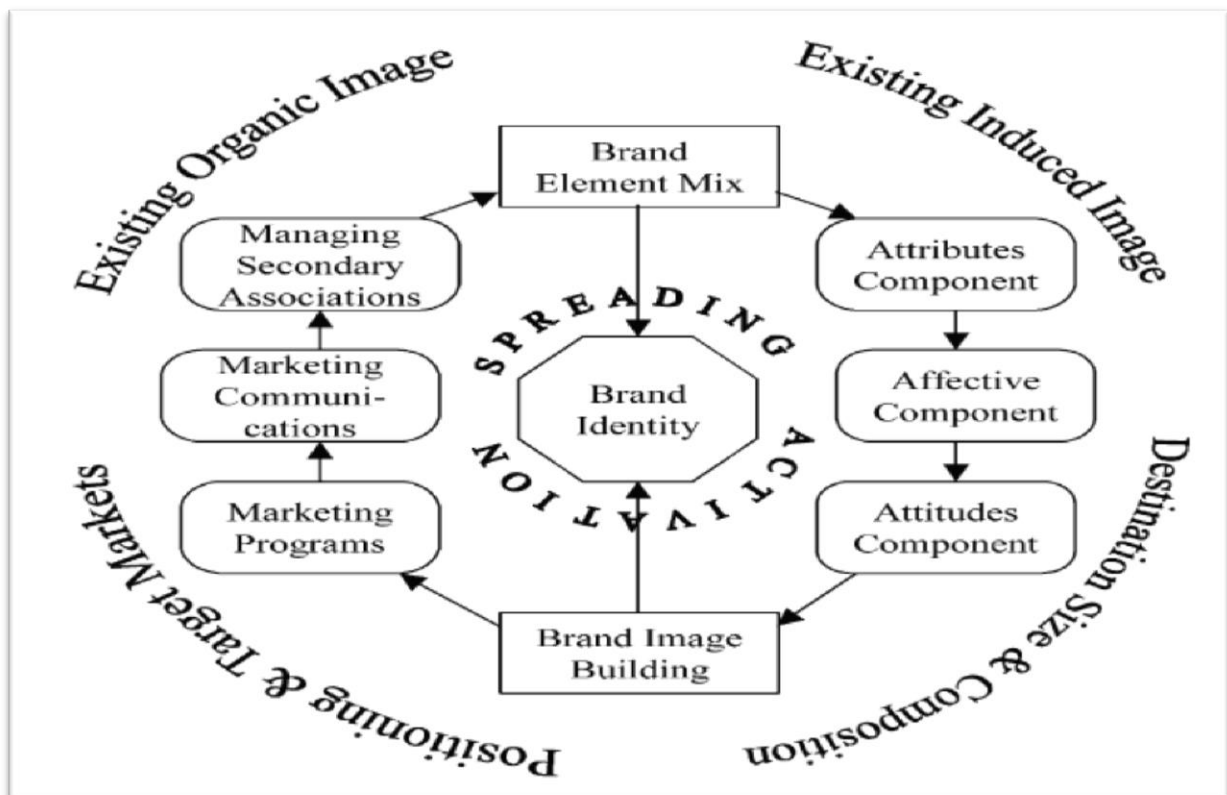 Existing Organic Image
Existing Induced Image
Brand
Element Mix
Managing
Secondary
Associations
Attributes
Component
SPREADING
Marketing
Communi-
cations
Brand
Identity
Affective
Component
ACTIVATION
Marketing
Programs
Attitudes
Component
Brand Image
Building
Positioning & Target Markets
Destination Size & Composition